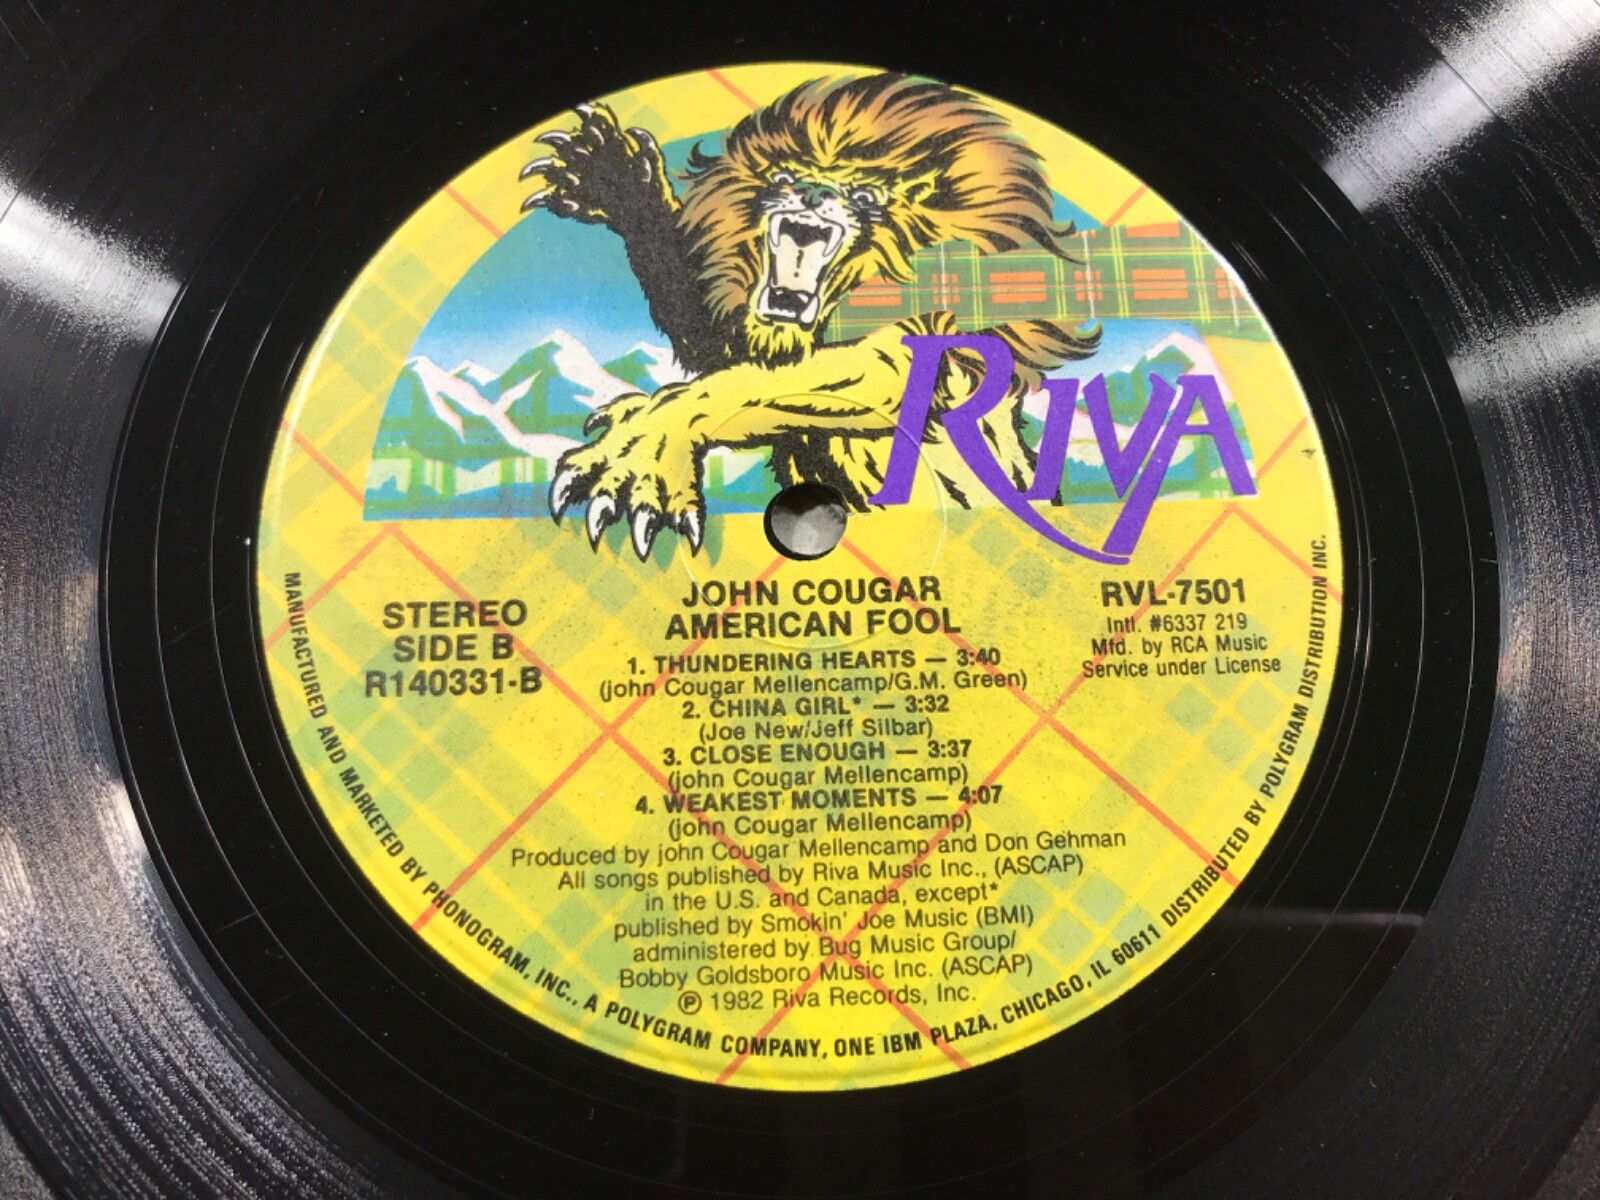 RIVA
STEREO
SIDE B
R140331-B
JOHN COUGAR
AMERICAN FOOL
RVL-7501
Intl. #6337 219
Mfd. by RCA Music
Service under License
1. THUNDERING HEARTS — 3:40
(john Cougar Mellencamp/G.M. Green)
2. CHINA GIRL* — 3:32
(Joe New/Jeff Silbar)
3. CLOSE ENOUGH — 3:37
(john Cougar Mellencamp)
4. WEAKEST MOMENTS — 4:07
(john Cougar Mellencamp)
Produced by john Cougar Mellencamp and Don Gehman
All songs published by Riva Music Inc., (ASCAP)
in the U.S. and Canada, except*
published by Smokin' Joe Music (BMI)
administered by Bug Music Group/
Bobby Goldsboro Music Inc. (ASCAP)
℗ 1982 Riva Records, Inc.
MANUFACTURED AND MARKETED BY PHONOGRAM, INC., A POLYGRAM COMPANY, ONE IBM PLAZA, CHICAGO, IL 60611 DISTRIBUTED BY POLYGRAM DISTRIBUTION INC.